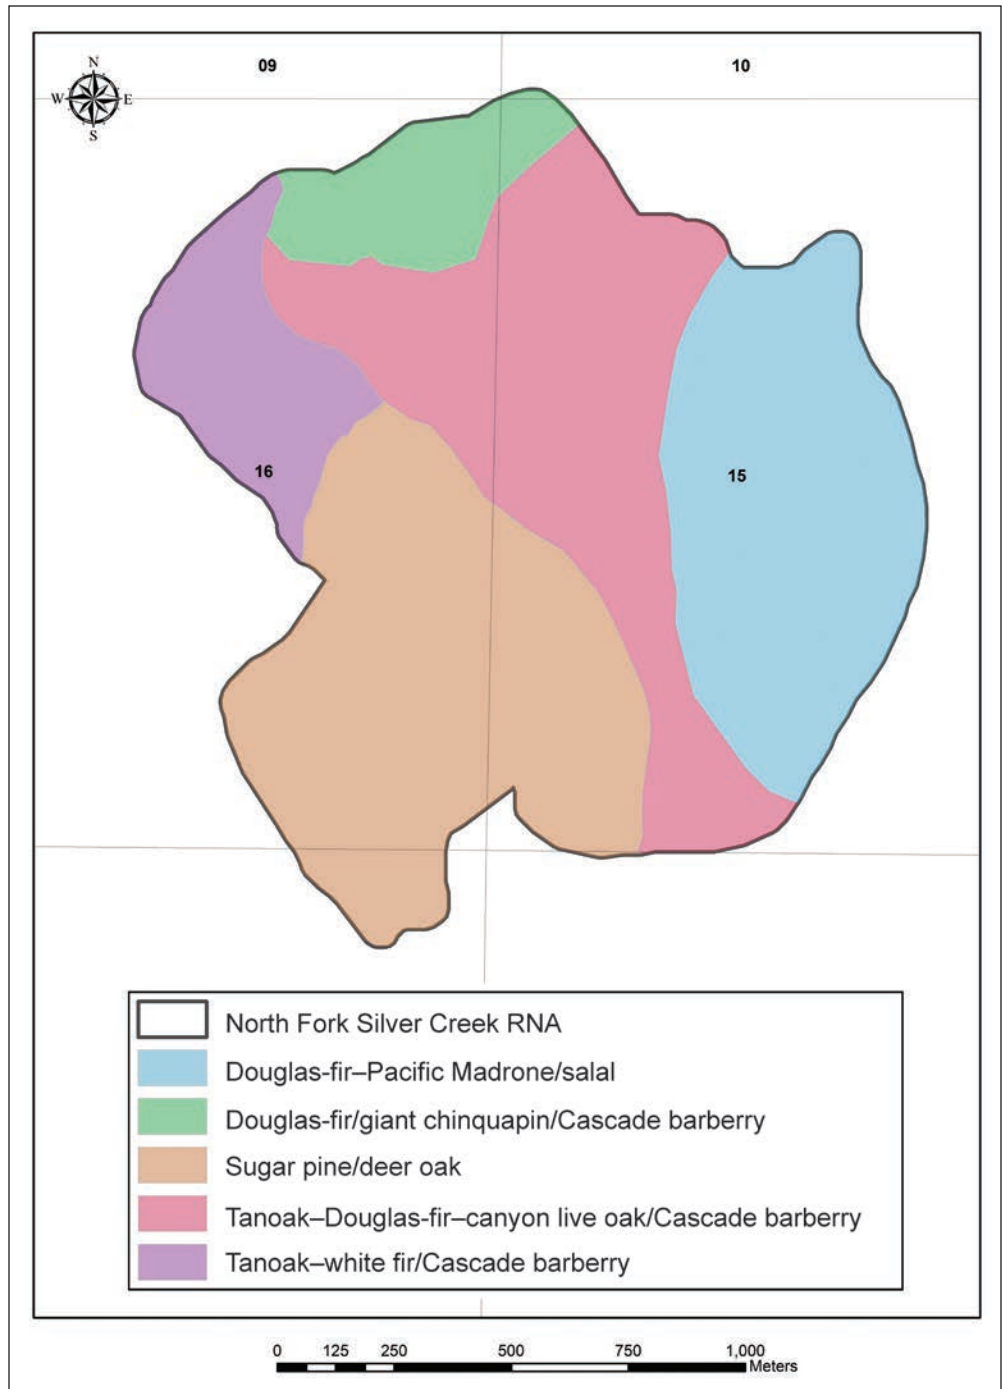 09
10
N
W E
S
16
15
North Fork Silver Creek RNA
Douglas-fir–Pacific Madrone/salal
Douglas-fir/giant chinquapin/Cascade barberry
Sugar pine/deer oak
Tanoak–Douglas-fir–canyon live oak/Cascade barberry
Tanoak–white fir/Cascade barberry
0 125 250 500 750 1,000
Meters